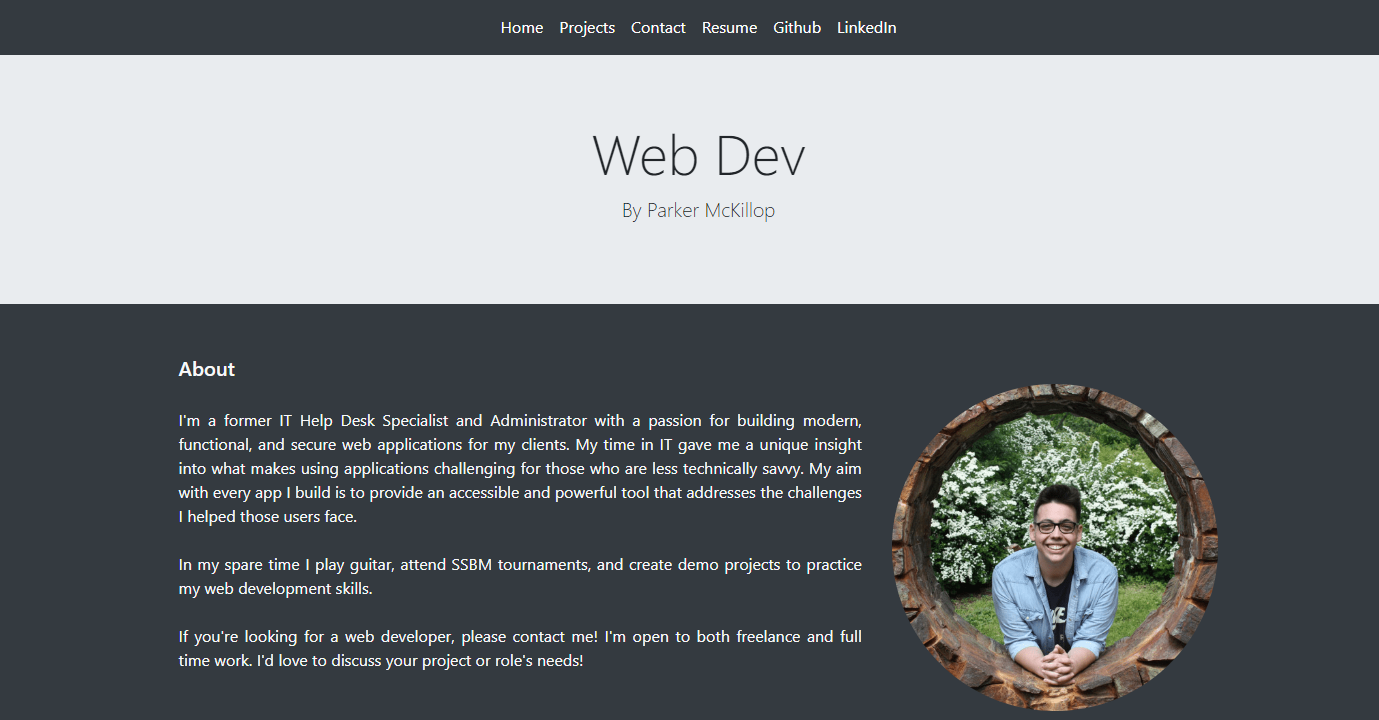 Home Projects Contact Resume Github LinkedIn
Web Dev
By Parker McKillop
About
I'm a former IT Help Desk Specialist and Administrator with a passion for building modern,
functional, and secure web applications for my clients. My time in IT gave me a unique insight
into what makes using applications challenging for those who are less technically savvy. My aim
with every app I build is to provide an accessible and powerful tool that addresses the challenges
I helped those users face.
In my spare time I play guitar, attend SSBM tournaments, and create demo projects to practice
my web development skills.
If you're looking for a web developer, please contact me! I'm open to both freelance and full
time work. I'd love to discuss your project or role's needs!